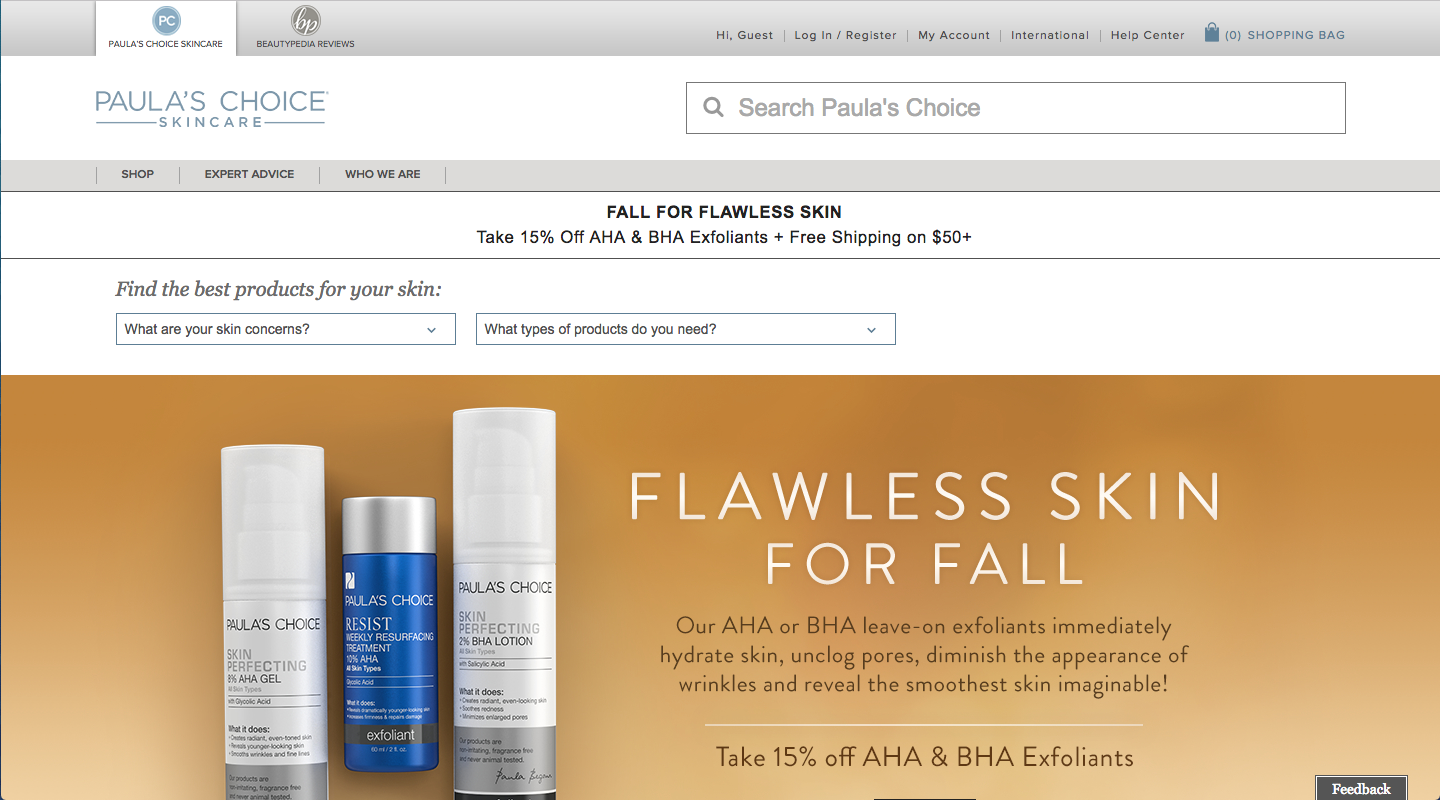 PC
PAULA'S CHOICE SKINCARE
bp
BEAUTYPEDIA REVIEWS
Hi, Guest
Log In / Register
My Account
International
Help Center
(0) SHOPPING BAG
PAULA'S CHOICE
SKINCARE
Search Paula's Choice
SHOP
EXPERT ADVICE
WHO WE ARE
FALL FOR FLAWLESS SKIN
Take 15% Off AHA & BHA Exfoliants + Free Shipping on $50+
Find the best products for your skin:
What are your skin concerns?
What types of products do you need?
PAULA'S CHOICE
SKIN
PERFECTING
8% AHA GEL
All Skin Types
with Glycolic Acid
What it does:
• Creates radiant, even-toned skin
• Reveals younger-looking skin
• Smooths wrinkles and fine lines
Our products are
non-irritating, fragrance free
and never animal tested.
PAULA'S CHOICE
RESIST
WEEKLY RESURFACING
TREATMENT
10% AHA
All Skin Types
Glycolic Acid
What it does:
• Reveals dramatically younger-looking skin
• Increases firmness & repairs damage
exfoliant
60 ml / 2 fl. oz.
PAULA'S CHOICE
SKIN
PERFECTING
2% BHA LOTION
All Skin Types
with Salicylic Acid
What it does:
• Creates radiant, even-looking skin
• Soothes redness
• Minimizes enlarged pores
Our products are
non-irritating, fragrance free
and never animal tested.
Paula Begoun
FLAWLESS SKIN
FOR FALL
Our AHA or BHA leave-on exfoliants immediately
hydrate skin, unclog pores, diminish the appearance of
wrinkles and reveal the smoothest skin imaginable!
Take 15% off AHA & BHA Exfoliants
Feedback